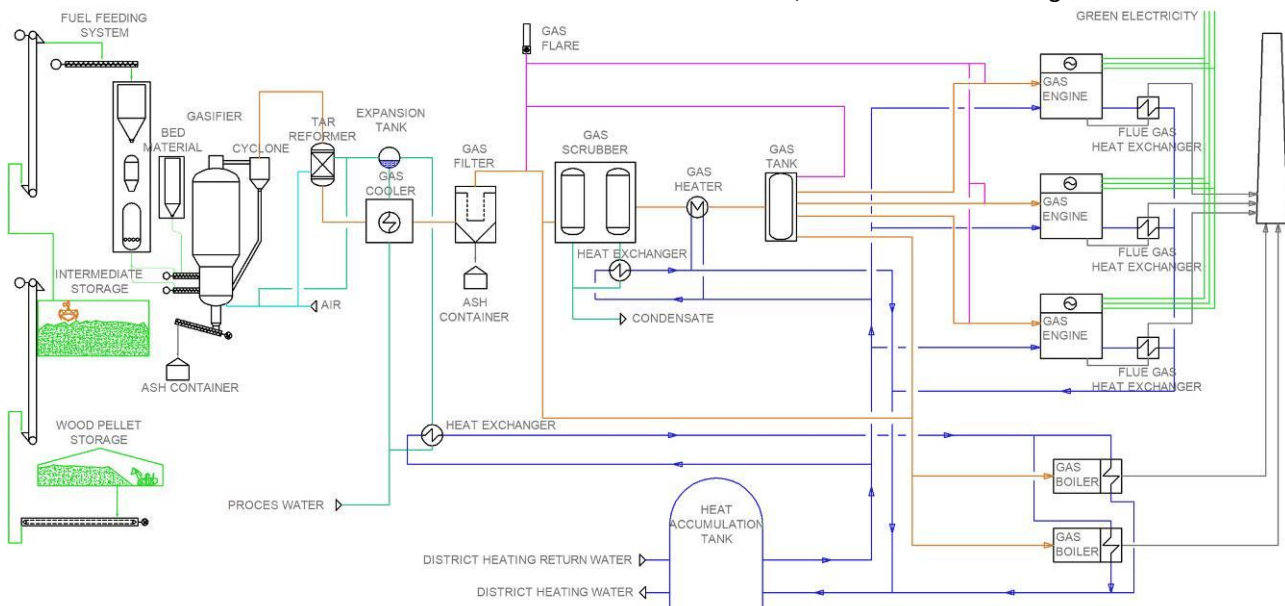 FUEL FEEDING
SYSTEM
GAS
FLARE
GREEN ELECTRICITY
GASIFIER
BED
MATERIAL
CYCLONE
TAR
REFORMER
EXPANSION
TANK
GAS
COOLER
GAS
FILTER
GAS
SCRUBBER
GAS
HEATER
GAS
TANK
GAS
ENGINE
FLUE GAS
HEAT EXCHANGER
GAS
ENGINE
FLUE GAS
HEAT EXCHANGER
GAS
ENGINE
FLUE GAS
HEAT EXCHANGER
INTERMEDIATE
STORAGE
AIR
ASH
CONTAINER
HEAT EXCHANGER
CONDENSATE
ASH CONTAINER
WOOD PELLET
STORAGE
HEAT EXCHANGER
PROCES WATER
HEAT
ACCUMULATION
TANK
GAS
BOILER
GAS
BOILER
DISTRICT HEATING RETURN WATER
DISTRICT HEATING WATER